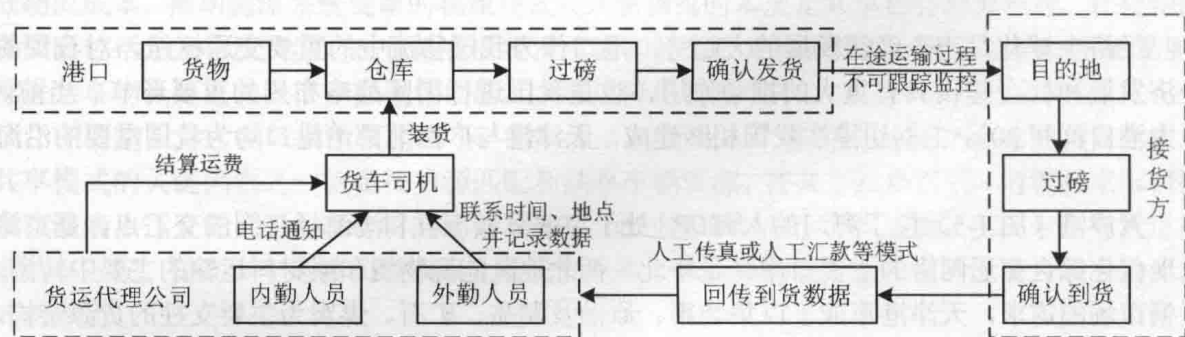 港口 货物 仓库 过磅 确认发货 在途运输过程 目的地
不可跟踪监控
装货
结算运费
货车司机
过磅
接货方
电话通知
联系时间、地点
并记录数据
人工传真或人工汇款等模式
货运代理公司 内勤人员 外勤人员 回传到货数据 确认到货